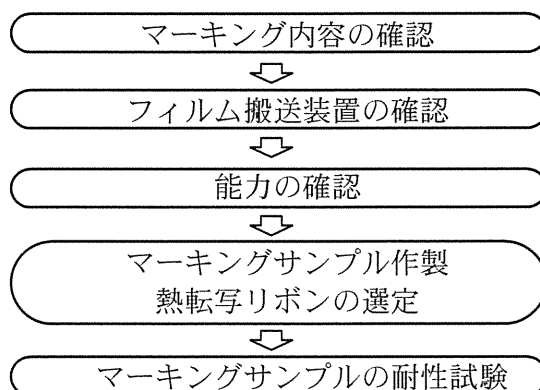 マーキング内容の確認
フィルム搬送装置の確認
能力の確認
マーキングサンプル作製
熱転写リボンの選定
マーキングサンプルの耐性試験